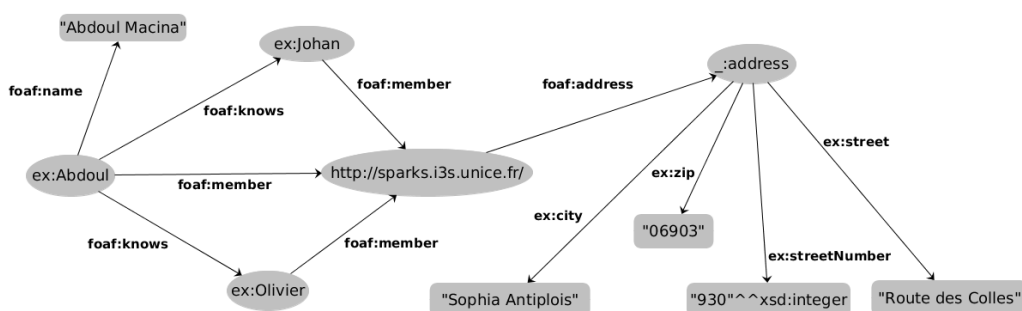 "Abdoul Macina"
ex:Johan
_:address
foaf:name
foaf:knows
foaf:member
foaf:address
ex:Abdoul
foaf:member
http://sparks.i3s.unice.fr/
ex:street
ex:zip
ex:city
"06903"
foaf:knows
foaf:member
ex:streetNumber
ex:Olivier
"Sophia Antiplois"
"930"^^xsd:integer
"Route des Colles"